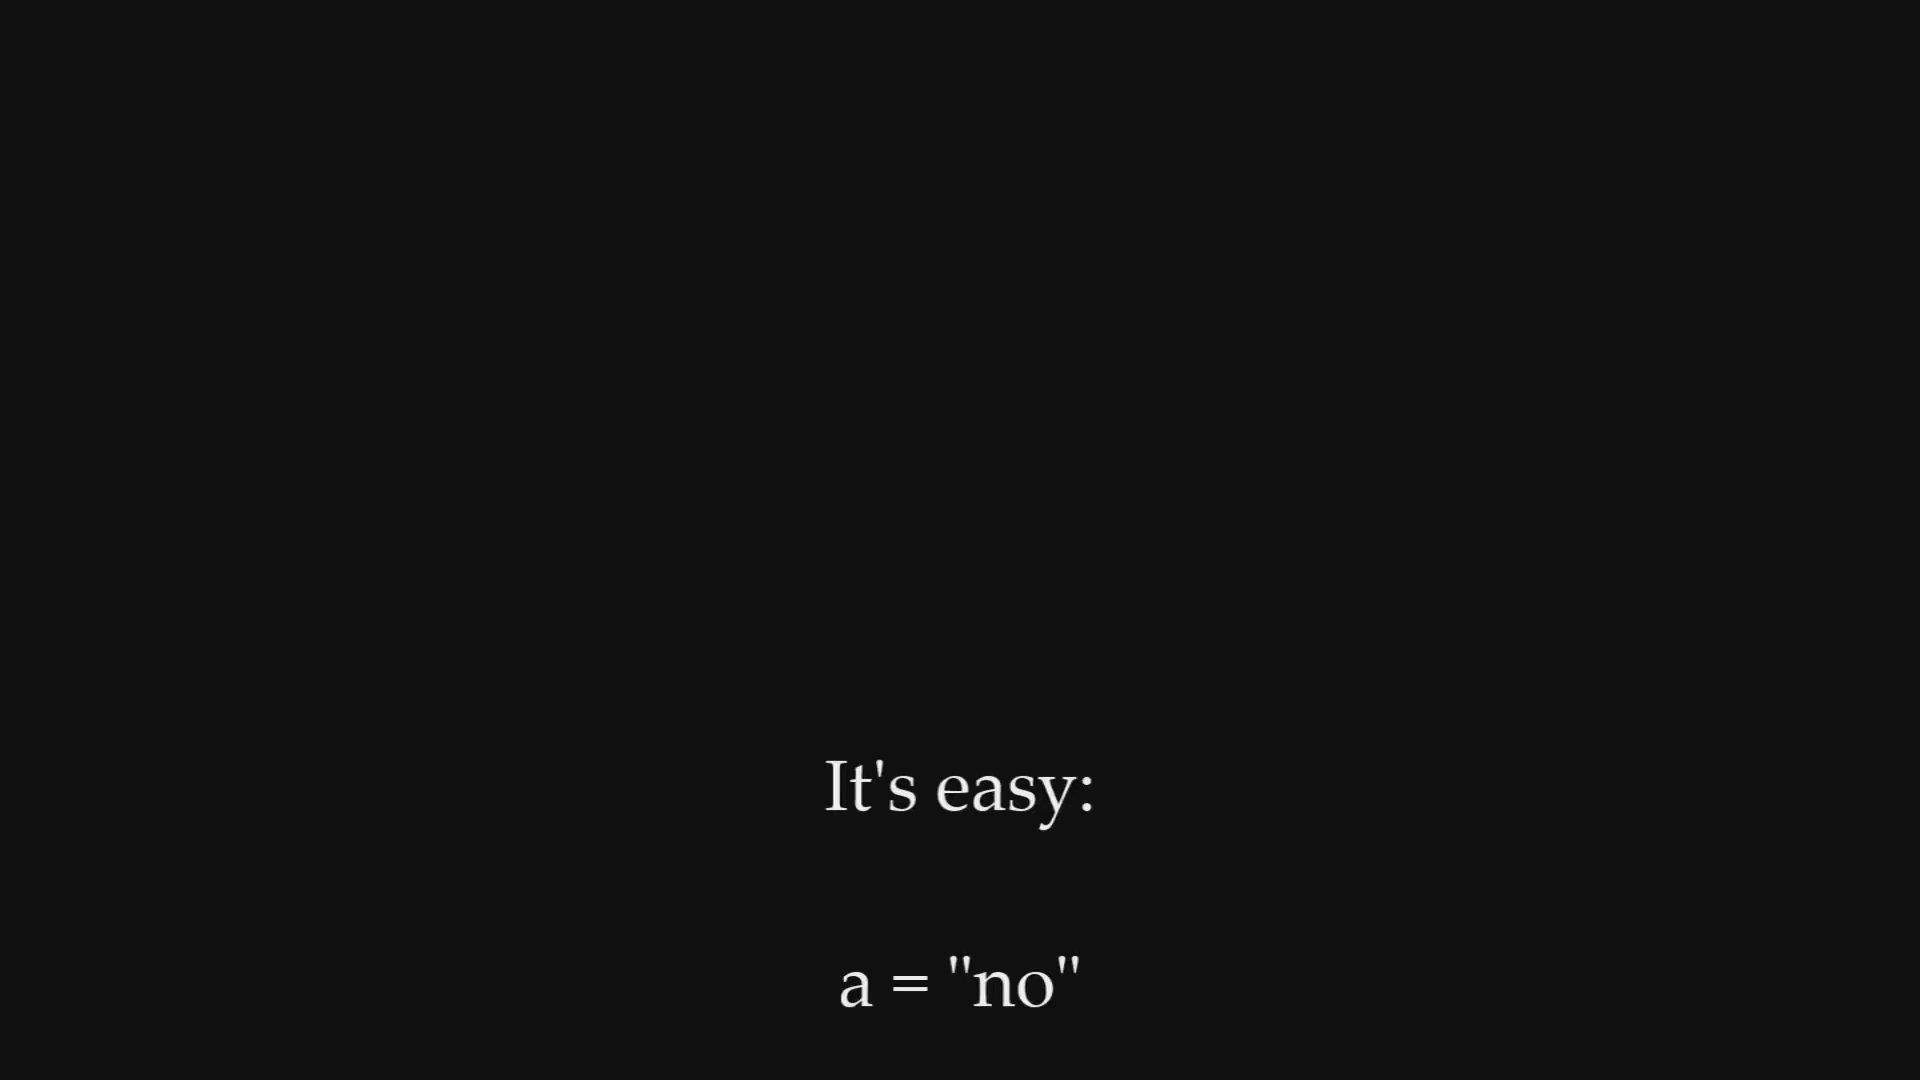 It's easy:
a = "no"